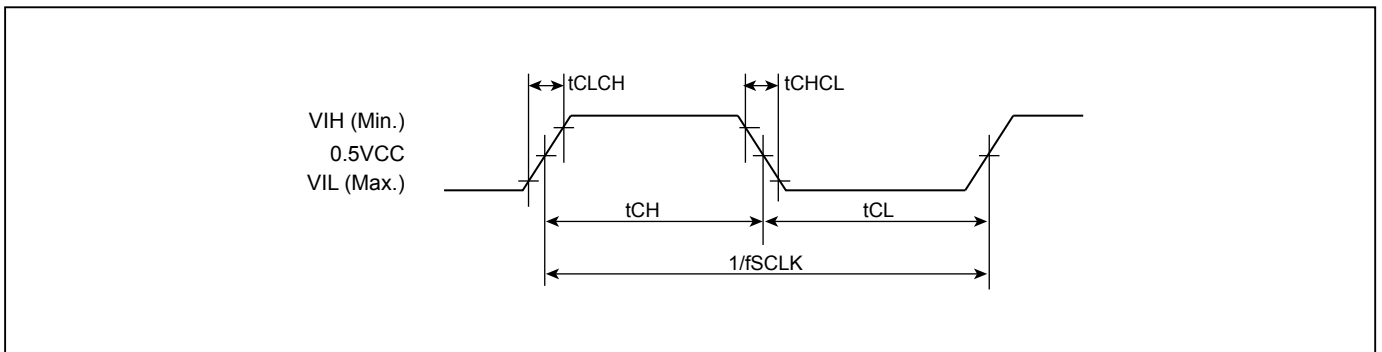 tCLCH
tCHCL
VIH (Min.)
0.5VCC
VIL (Max.)
tCH
tCL
1/fSCLK